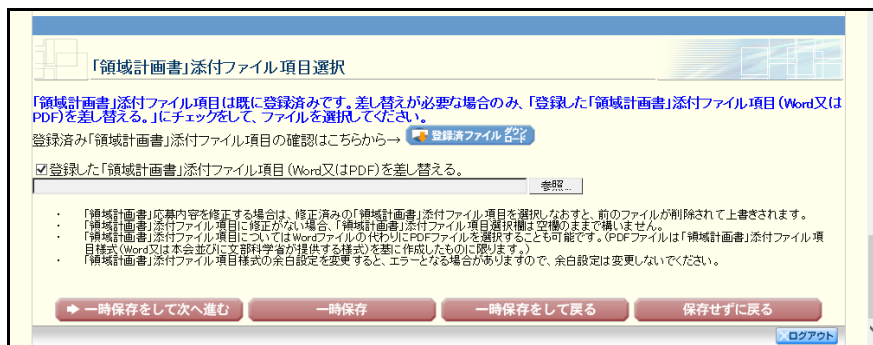 「領域計画書」添付ファイル項目選択
「領域計画書」添付ファイル項目は既に登録済みです。差し替えが必要な場合のみ、「登録した「領域計画書」添付ファイル項目(Word又は
PDF)を差し替える。」にチェックをして、ファイルを選択してください。
登録済み「領域計画書」添付ファイル項目の確認はこちらから→ 登録済ファイル ダウンロード
登録した「領域計画書」添付ファイル項目(Word又はPDF)を差し替える。
参照...
・ 「領域計画書」応募内容を修正する場合は、修正済みの「領域計画書」添付ファイル項目を選択しなおすと、前のファイルが削除されて上書きされます。
・ 「領域計画書」添付ファイル項目に修正がない場合、「領域計画書」添付ファイル項目選択欄は空欄のままで構いません。
・ 「領域計画書」添付ファイル項目についてはWordファイルの代わりにPDFファイルを選択することも可能です。(PDFファイルは「領域計画書」添付ファイル項
目様式(Word又は本会並びに文部科学省が提供する様式)を基に作成したものに限ります。)
・ 「領域計画書」添付ファイル項目様式の余白設定を変更すると、エラーとなる場合がありますので、余白設定は変更しないでください。
一時保存をして次へ進む 一時保存 一時保存をして戻る 保存せずに戻る
ログアウト